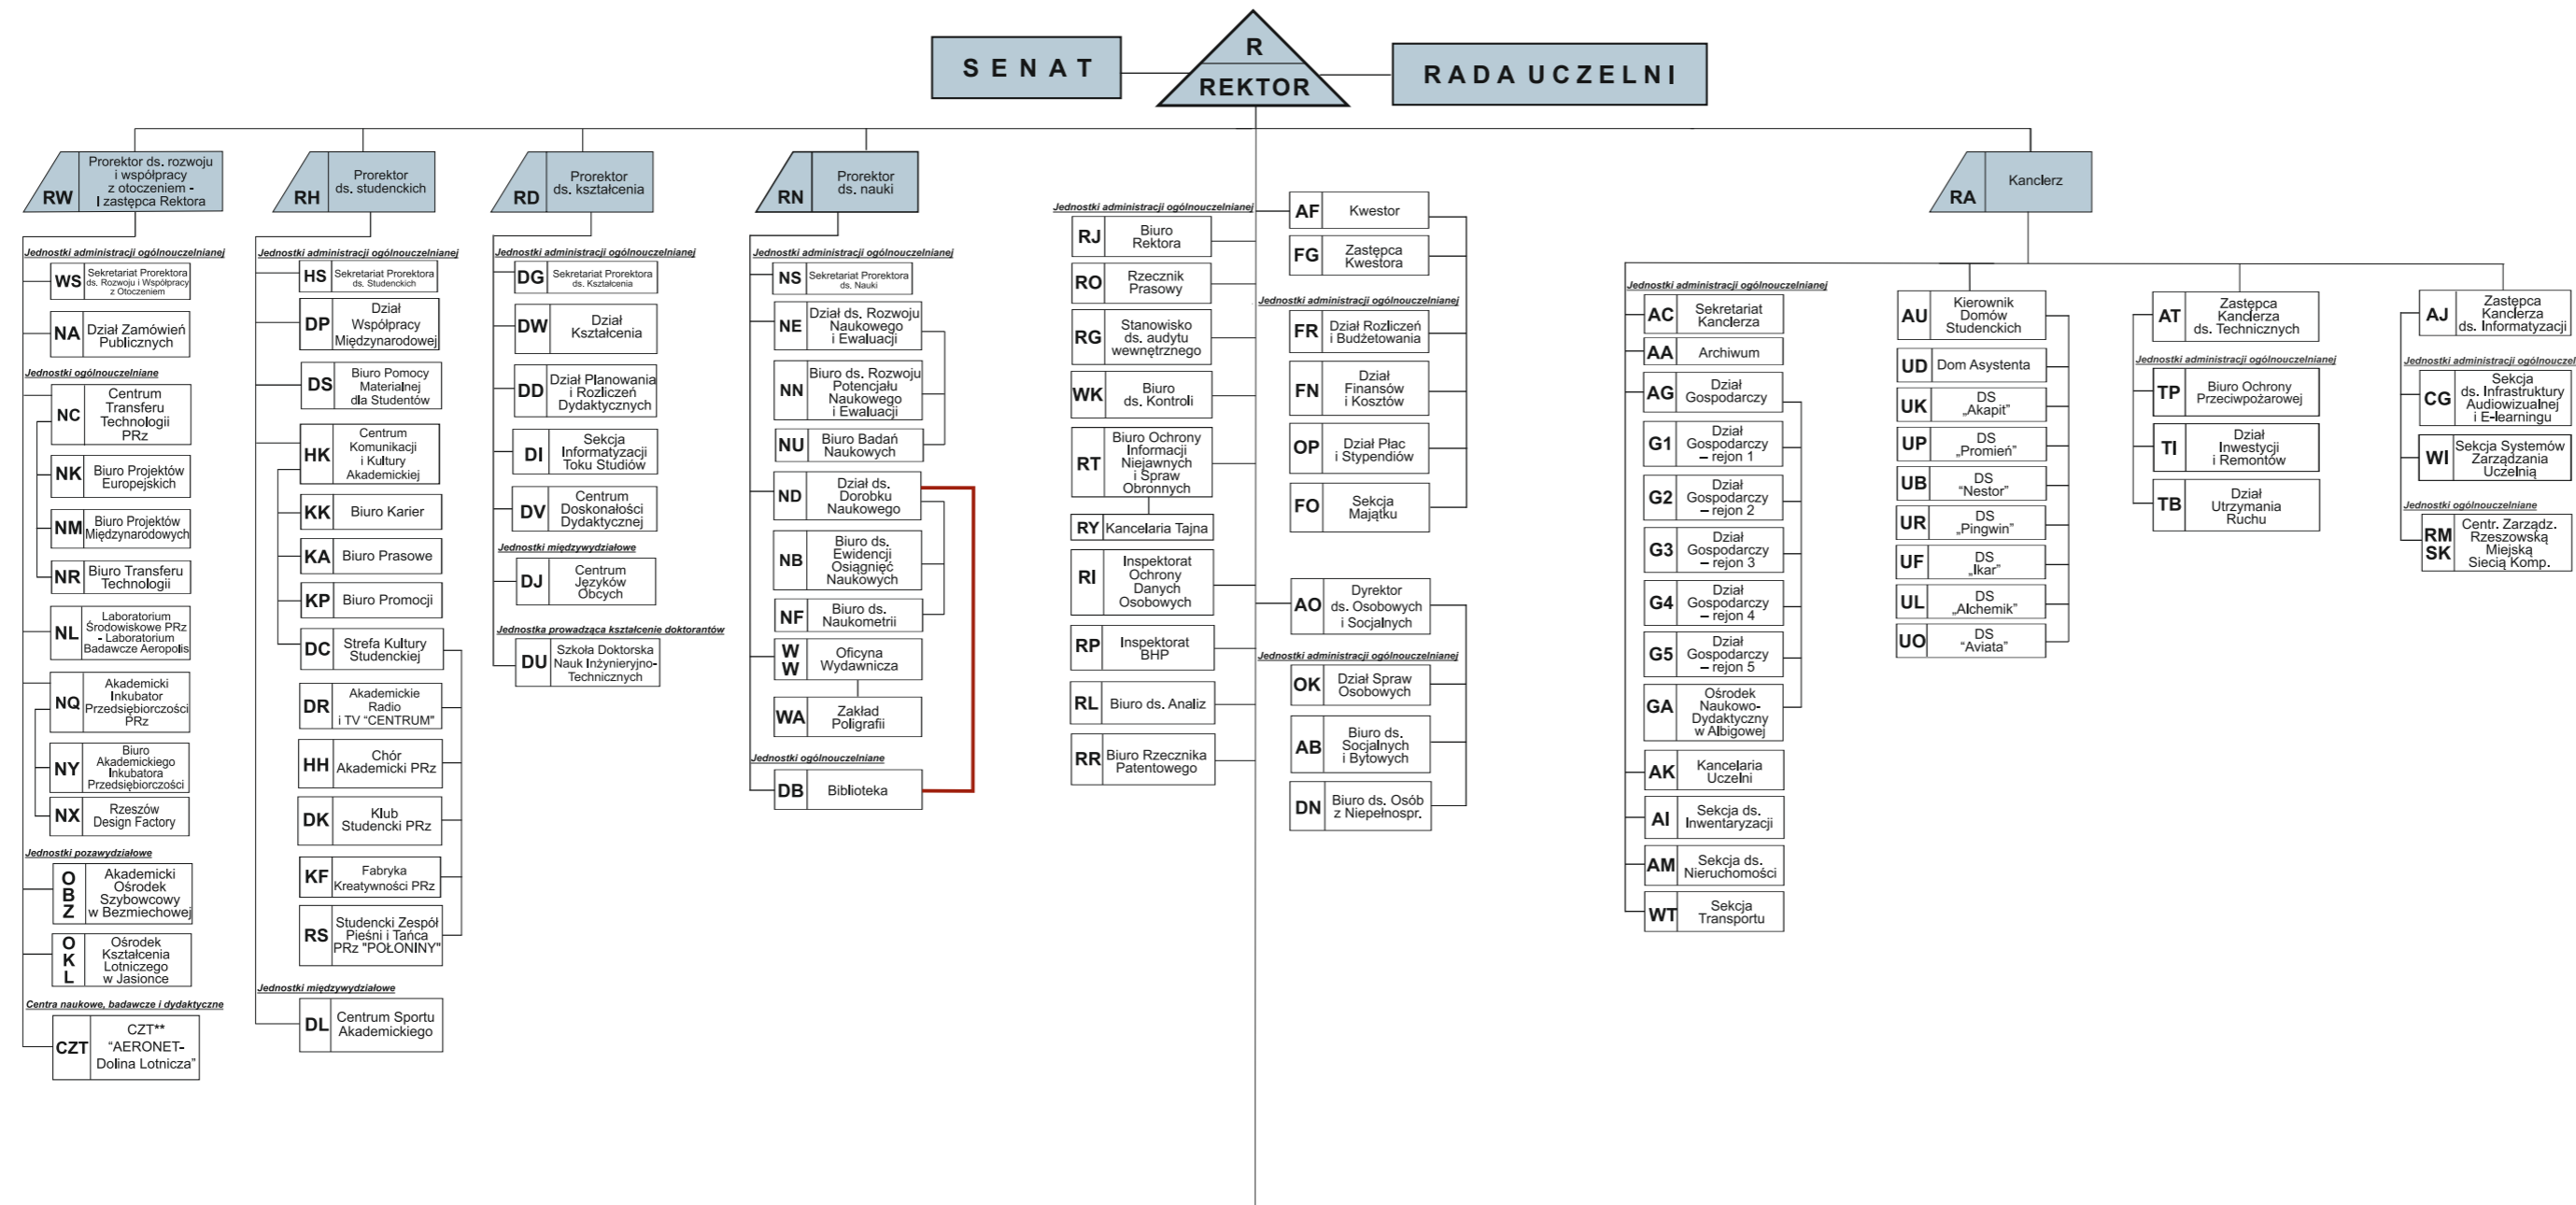 SENAT
R
REKTOR
RADA UCZELNI
RW
Prorektor ds. rozwoju
i współpracy
z otoczeniem -
I zastępca Rektora
Jednostki administracji ogólnouczelnianej
WS
Sekretariat Prorektora
ds. Rozwoju i Współpracy
z Otoczeniem
NA
Dział Zamówień
Publicznych
Jednostki ogólnouczelniane
NC
Centrum
Transferu
Technologii
PRz
NK
Biuro Projektów
Europejskich
NM
Biuro Projektów
Międzynarodowych
NR
Biuro Transferu
Technologii
NL
Laboratorium
Środowiskowe PRz
- Laboratorium
Badawcze Aeropolis
NQ
Akademicki
Inkubator
Przedsiębiorczości
PRz
NY
Biuro
Akademickiego
Inkubatora
Przedsiębiorczości
NX
Rzeszów
Design Factory
Jednostki pozawydziałowe
O
B
Z
Akademicki
Ośrodek
Szybowcowy
w Bezmiechowej
O
K
L
Ośrodek
Kształcenia
Lotniczego
w Jasionce
Centra naukowe, badawcze i dydaktyczne
CZT
CZT**
“AERONET-
Dolina Lotnicza”
RH
Prorektor
ds. studenckich
Jednostki administracji ogólnouczelnianej
HS
Sekretariat Prorektora
ds. Studenckich
DP
Dział
Współpracy
Międzynarodowej
DS
Biuro Pomocy
Materialnej
dla Studentów
HK
Centrum
Komunikacji
i Kultury
Akademickiej
KK
Biuro Karier
KA
Biuro Prasowe
KP
Biuro Promocji
DC
Strefa Kultury
Studenckiej
DR
Akademickie
Radio
i TV “CENTRUM”
HH
Chór
Akademicki PRz
DK
Klub
Studencki PRz
KF
Fabryka
Kreatywności PRz
RS
Studencki Zespół
Pieśni i Tańca
PRz "POŁONINY"
Jednostki międzywydziałowe
DL
Centrum Sportu
Akademickiego
RD
Prorektor
ds. kształcenia
Jednostki administracji ogólnouczelnianej
DG
Sekretariat Prorektora
ds. Kształcenia
DW
Dział
Kształcenia
DD
Dział Planowania
i Rozliczeń
Dydaktycznych
DI
Sekcja
Informatyzacji
Toku Studiów
DV
Centrum
Doskonałości
Dydaktycznej
Jednostki międzywydziałowe
DJ
Centrum
Języków
Obcych
Jednostka prowadząca kształcenie doktorantów
DU
Szkoła Doktorska
Nauk Inżynieryjno-
Technicznych
RN
Prorektor
ds. nauki
Jednostki administracji ogólnouczelnianej
NS
Sekretariat Prorektora
ds. Nauki
NE
Dział ds. Rozwoju
Naukowego
i Ewaluacji
NN
Biuro ds. Rozwoju
Potencjału
Naukowego
i Ewaluacji
NU
Biuro Badań
Naukowych
ND
Dział ds.
Dorobku
Naukowego
NB
Biuro ds.
Ewidencji
Osiągnięć
Naukowych
NF
Biuro ds.
Naukometrii
W
W
Oficyna
Wydawnicza
WA
Zakład
Poligrafii
Jednostki ogólnouczelniane
DB
Biblioteka
Jednostki administracji ogólnouczelnianej
RJ
Biuro
Rektora
RO
Rzecznik
Prasowy
RG
Stanowisko
ds. audytu
wewnętrznego
WK
Biuro
ds. Kontroli
RT
Biuro Ochrony
Informacji
Niejawnych
i Spraw
Obronnych
RY
Kancelaria Tajna
RI
Inspektorat
Ochrony
Danych
Osobowych
RP
Inspektorat
BHP
RL
Biuro ds. Analiz
RR
Biuro Rzecznika
Patentowego
AF
Kwestor
FG
Zastępca
Kwestora
Jednostki administracji ogólnouczelnianej
FR
Dział Rozliczeń
i Budżetowania
FN
Dział
Finansów
i Kosztów
OP
Dział Płac
i Stypendiów
FO
Sekcja
Majątku
AO
Dyrektor
ds. Osobowych
i Socjalnych
Jednostki administracji ogólnouczelnianej
OK
Dział Spraw
Osobowych
AB
Biuro ds.
Socjalnych
i Bytowych
DN
Biuro ds. Osób
z Niepełnospr.
RA
Kanclerz
Jednostki administracji ogólnouczelnianej
AC
Sekretariat
Kanclerza
AA
Archiwum
AG
Dział
Gospodarczy
G1
Dział
Gospodarczy
– rejon 1
G2
Dział
Gospodarczy
– rejon 2
G3
Dział
Gospodarczy
– rejon 3
G4
Dział
Gospodarczy
– rejon 4
G5
Dział
Gospodarczy
– rejon 5
GA
Ośrodek
Naukowo-
Dydaktyczny
w Albigowej
AK
Kancelaria
Uczelni
AI
Sekcja ds.
Inwentaryzacji
AM
Sekcja ds.
Nieruchomości
WT
Sekcja
Transportu
AU
Kierownik
Domów
Studenckich
UD
Dom Asystenta
UK
DS
„Akapit”
UP
DS
„Promień”
UB
DS
“Nestor”
UR
DS
„Pingwin”
UF
DS
„Ikar”
UL
DS
„Alchemik”
UO
DS
“Aviata”
AT
Zastępca
Kanclerza
ds. Technicznych
Jednostki administracji ogólnouczelnianej
TP
Biuro Ochrony
Przeciwpożarowej
TI
Dział
Inwestycji
i Remontów
TB
Dział
Utrzymania
Ruchu
AJ
Zastępca
Kanclerza
ds. Informatyzacji
Jednostki administracji ogólnouczel
CG
Sekcja
ds. Infrastruktury
Audiowizualnej
i E-learningu
WI
Sekcja Systemów
Zarządzania
Uczelnią
Jednostki ogólnouczelniane
RM
SK
Centr. Zarządz.
Rzeszowską
Miejską
Siecią Komp.